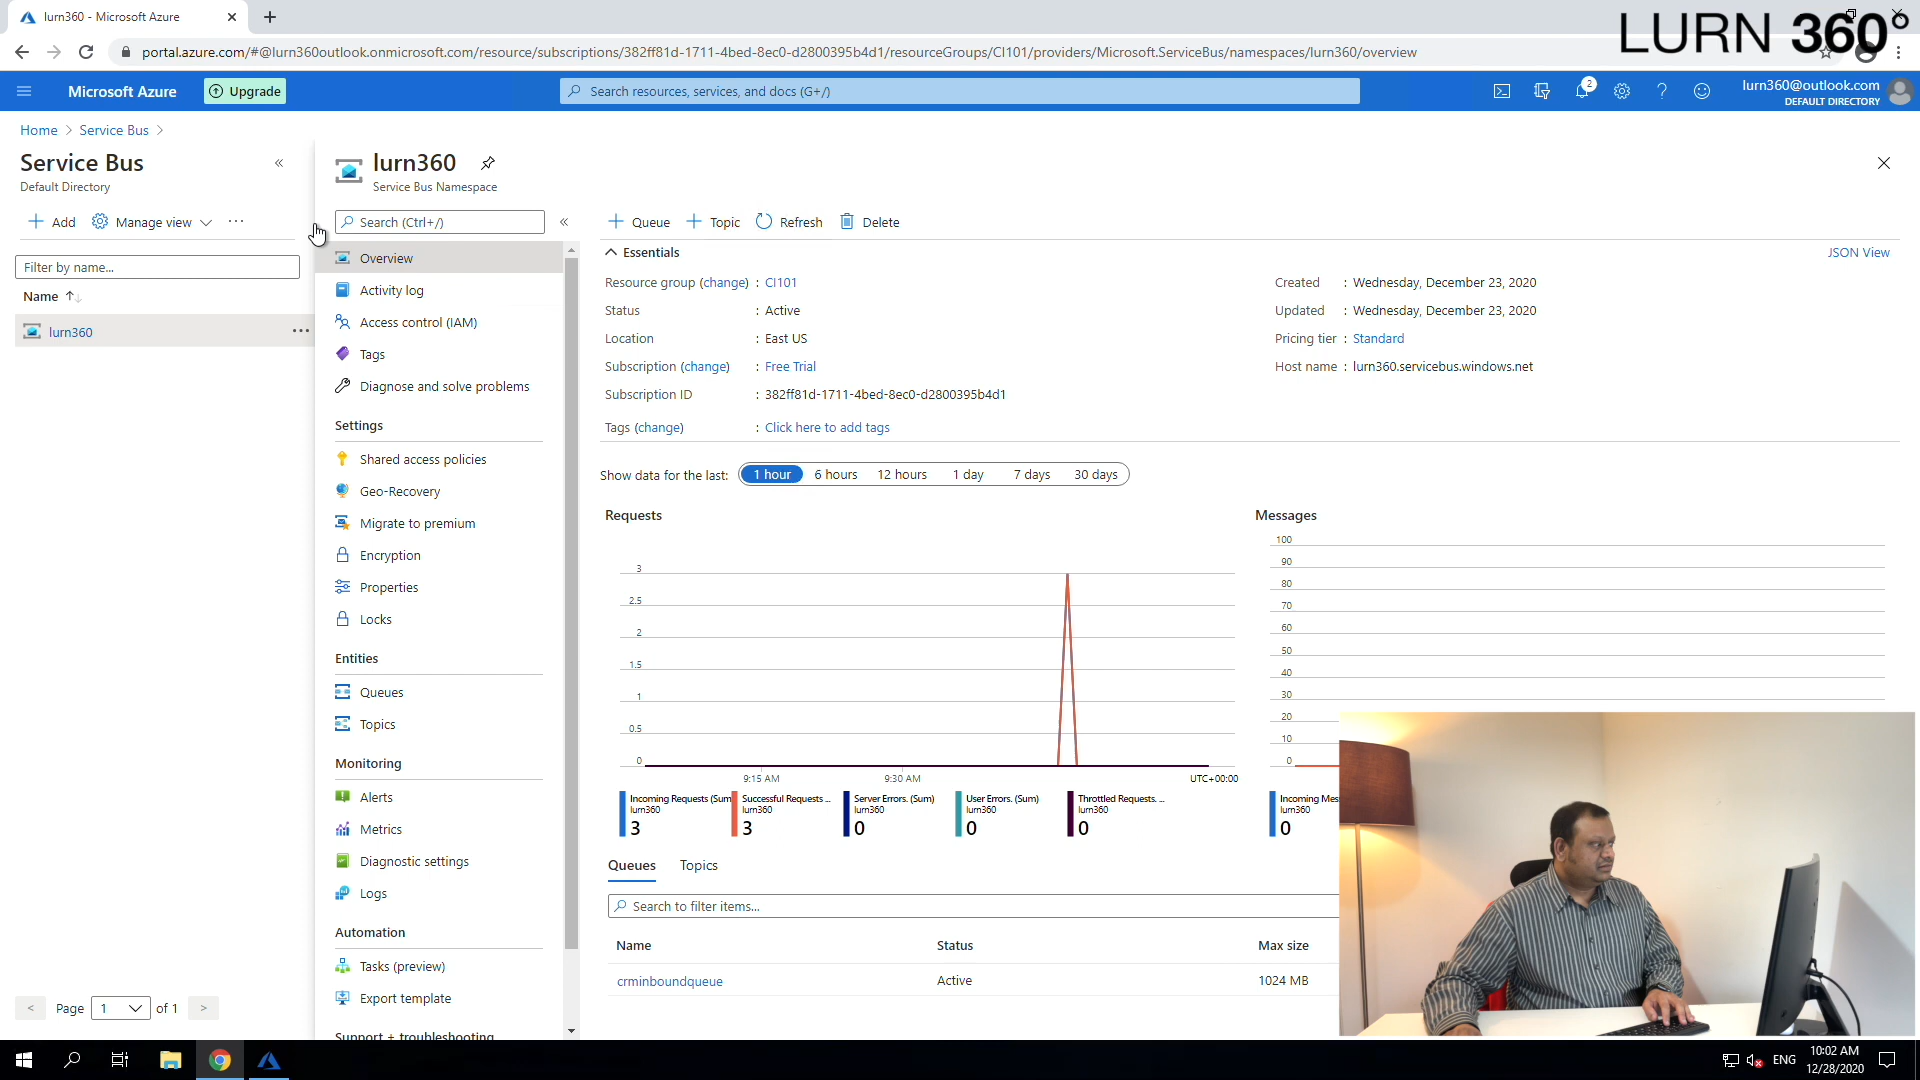 lurn360 - Microsoft Azure
LURN 360°
portal.azure.com/#@lurn360outlook.onmicrosoft.com/resource/subscriptions/382ff81d-1711-4bed-8ec0-d2800395b4d1/resourceGroups/CI101/providers/Microsoft.ServiceBus/namespaces/lurn360/overview
Microsoft Azure
Upgrade
Search resources, services, and docs (G+/)
2
lurn360@outlook.com
DEFAULT DIRECTORY
Home > Service Bus >
Service Bus
Default Directory
Add
Manage view
Filter by name...
Name
lurn360
Page 1 of 1
lurn360
Service Bus Namespace
Search (Ctrl+/)
Overview
Activity log
Access control (IAM)
Tags
Diagnose and solve problems
Settings
Shared access policies
Geo-Recovery
Migrate to premium
Encryption
Properties
Locks
Entities
Queues
Topics
Monitoring
Alerts
Metrics
Diagnostic settings
Logs
Automation
Tasks (preview)
Export template
Support + troubleshooting
Queue
Topic
Refresh
Delete
Essentials
JSON View
Resource group (change) : CI101
Status : Active
Location : East US
Subscription (change) : Free Trial
Subscription ID : 382ff81d-1711-4bed-8ec0-d2800395b4d1
Tags (change) : Click here to add tags
Created : Wednesday, December 23, 2020
Updated : Wednesday, December 23, 2020
Pricing tier : Standard
Host name : lurn360.servicebus.windows.net
Show data for the last: 1 hour 6 hours 12 hours 1 day 7 days 30 days
Requests
3
2.5
2
1.5
1
0.5
0
9:15 AM 9:30 AM UTC+00:00
Incoming Requests (Sum)
lurn360
3
Successful Requests ...
lurn360
3
Server Errors. (Sum)
lurn360
0
User Errors. (Sum)
lurn360
0
Throttled Requests. ...
lurn360
0
Messages
100
90
80
70
60
50
40
30
20
10
0
Incoming Mes
lurn360
0
Queues Topics
Search to filter items...
Name Status Max size
crminboundqueue Active 1024 MB
ENG
10:02 AM
12/28/2020